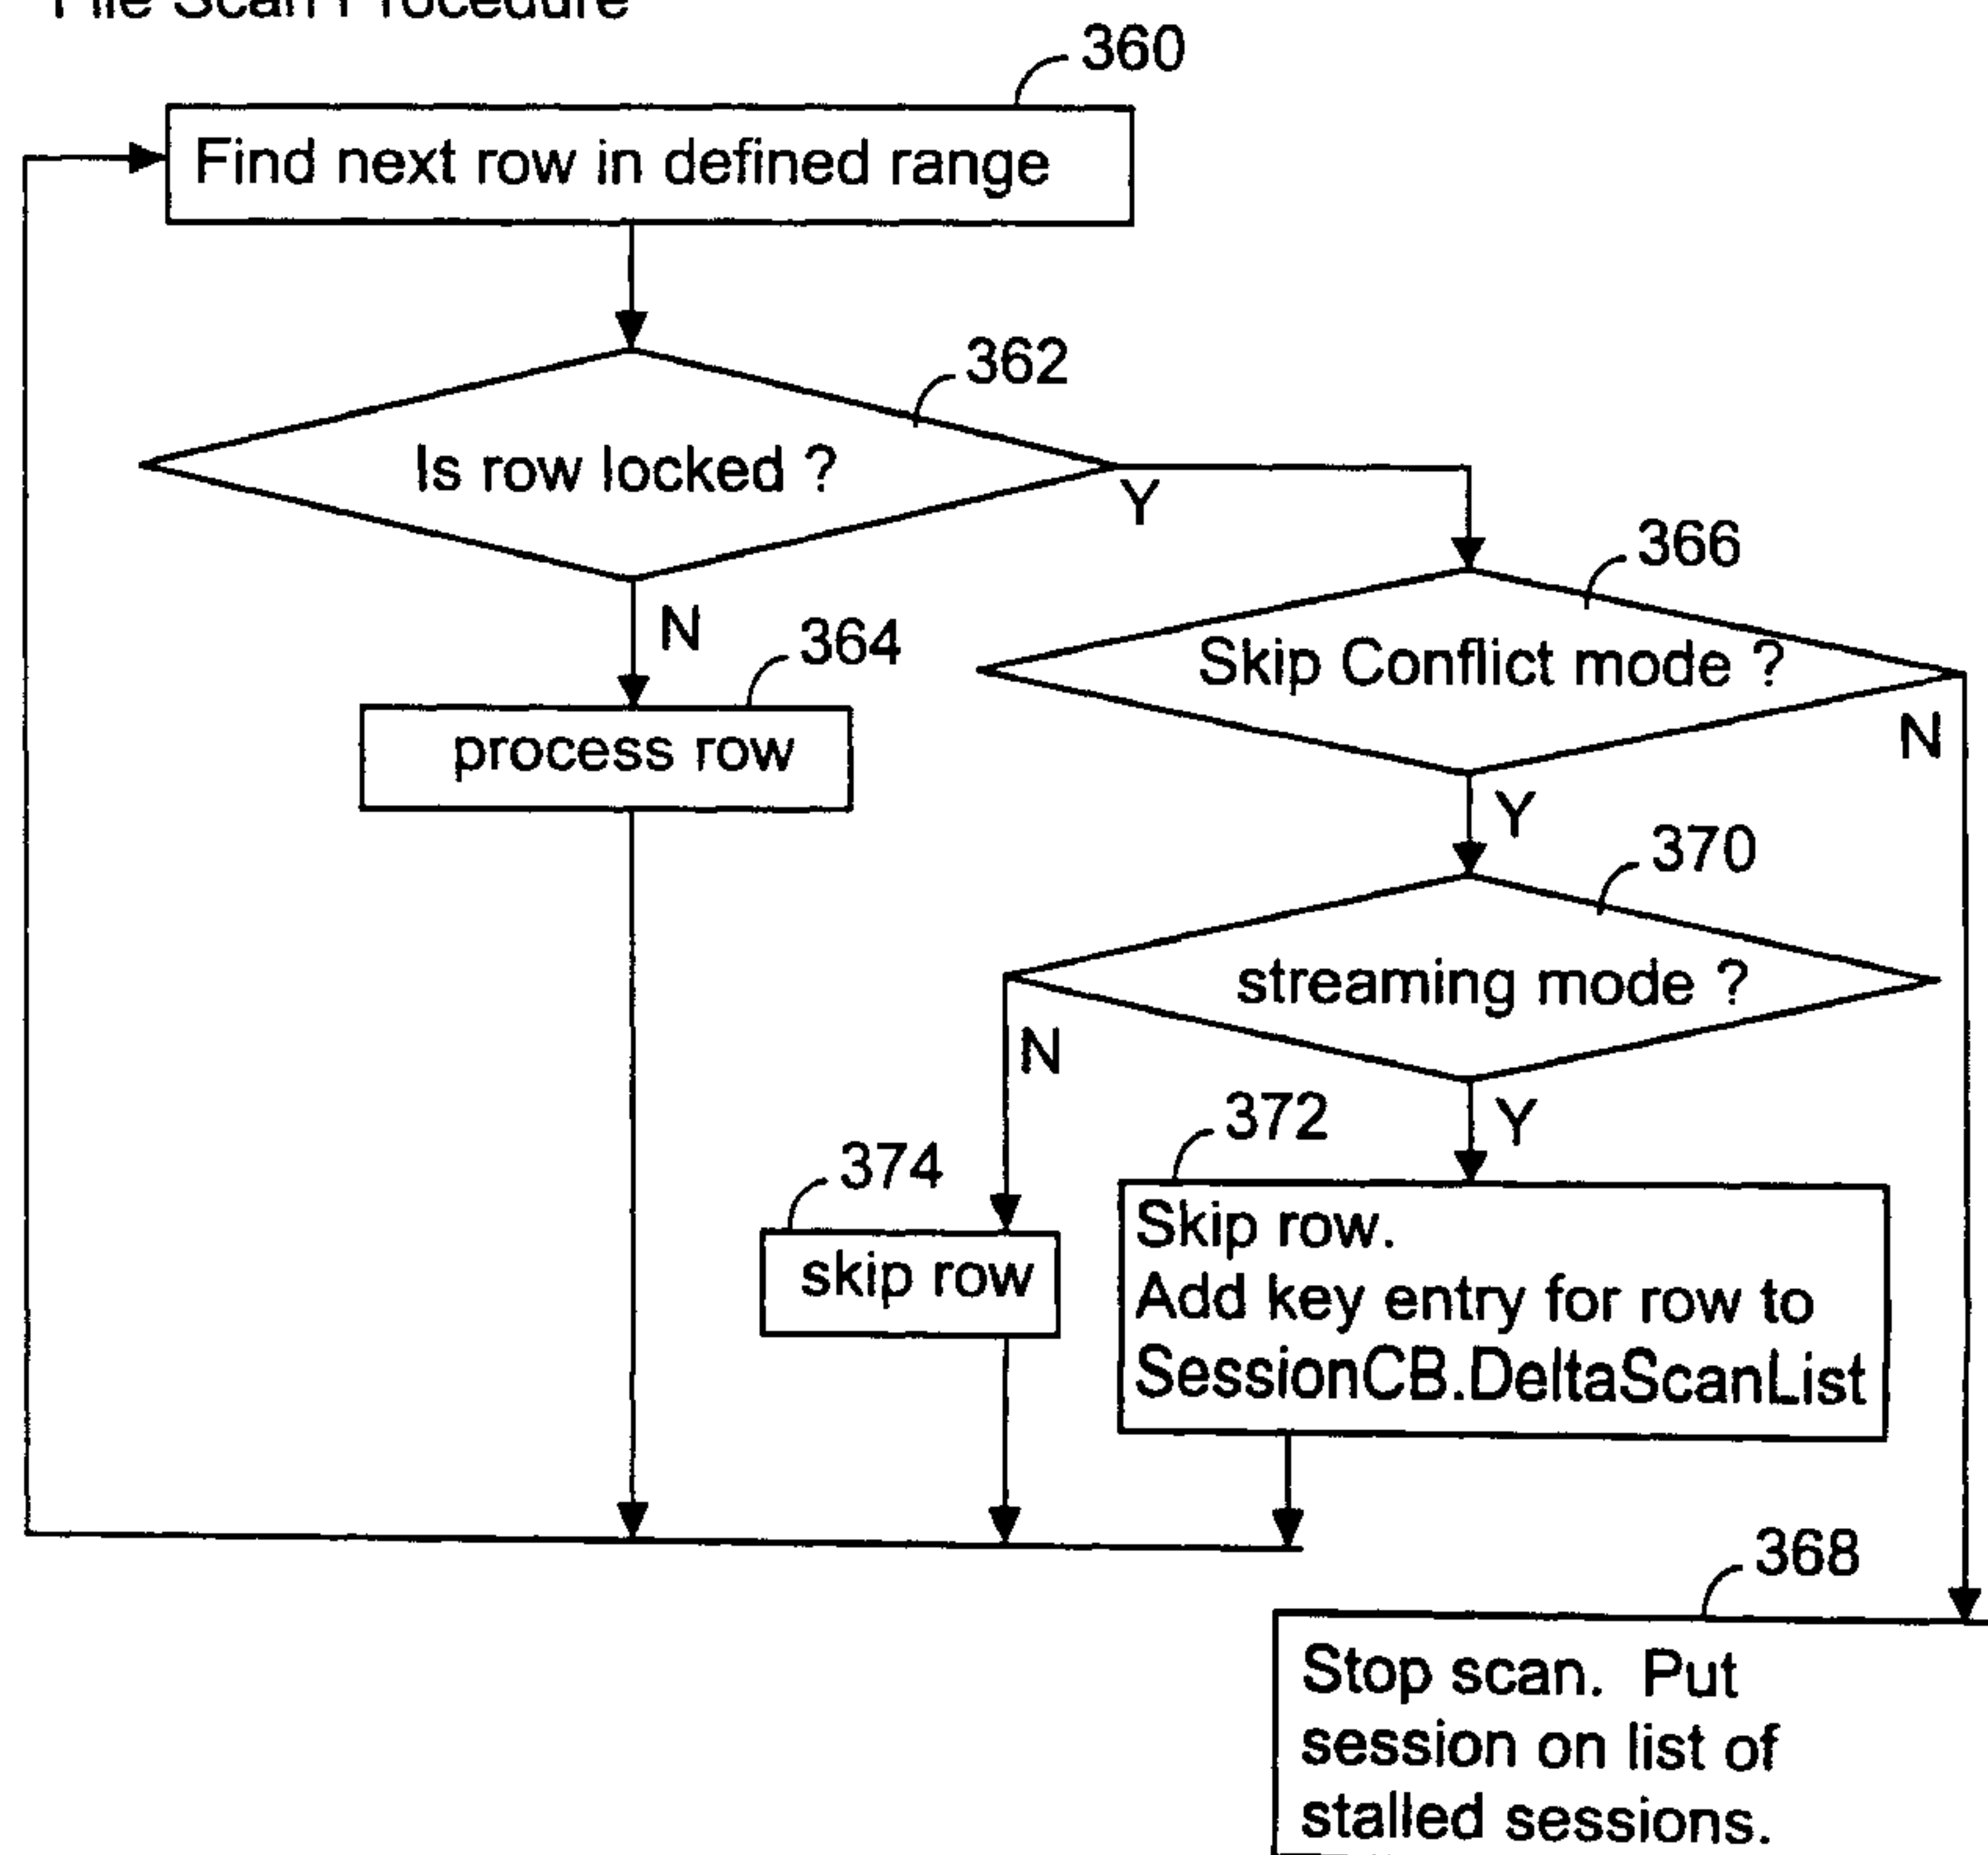 File Scan Procedure
360
Find next row in defined range
362
Is row locked ?
Y
366
N
364
Skip Conflict mode ?
process row
N
Y
370
streaming mode ?
N
372
Y
374
Skip row.
skip row
Add key entry for row to
SessionCB.DeltaScanList
368
Stop scan. Put
session on list of
stalled sessions.